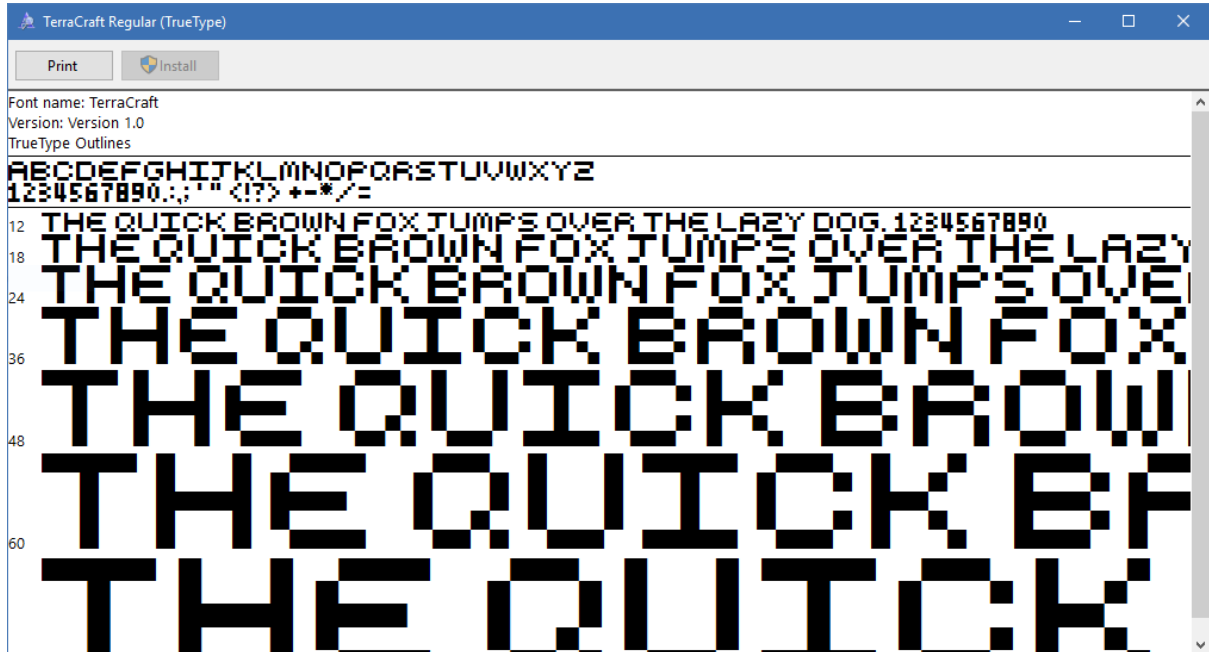 TerraCraft Regular (TrueType)
Print Install
Font name: TerraCraft
Version: Version 1.0
TrueType Outlines
ABCDEFGHIJKLMNOPQRSTUVWXYZ
1234567890.:,;'" <!?> +-*/=
12 THE QUICK BROWN FOX JUMPS OVER THE LAZY DOG. 1234567890
18 THE QUICK BROWN FOX JUMPS OVER THE LAZY
24 THE QUICK BROWN FOX JUMPS OVE
36 THE QUICK BROWN FOX
48 THE QUICK BROW
60 THE QUICK B
THE QUICK